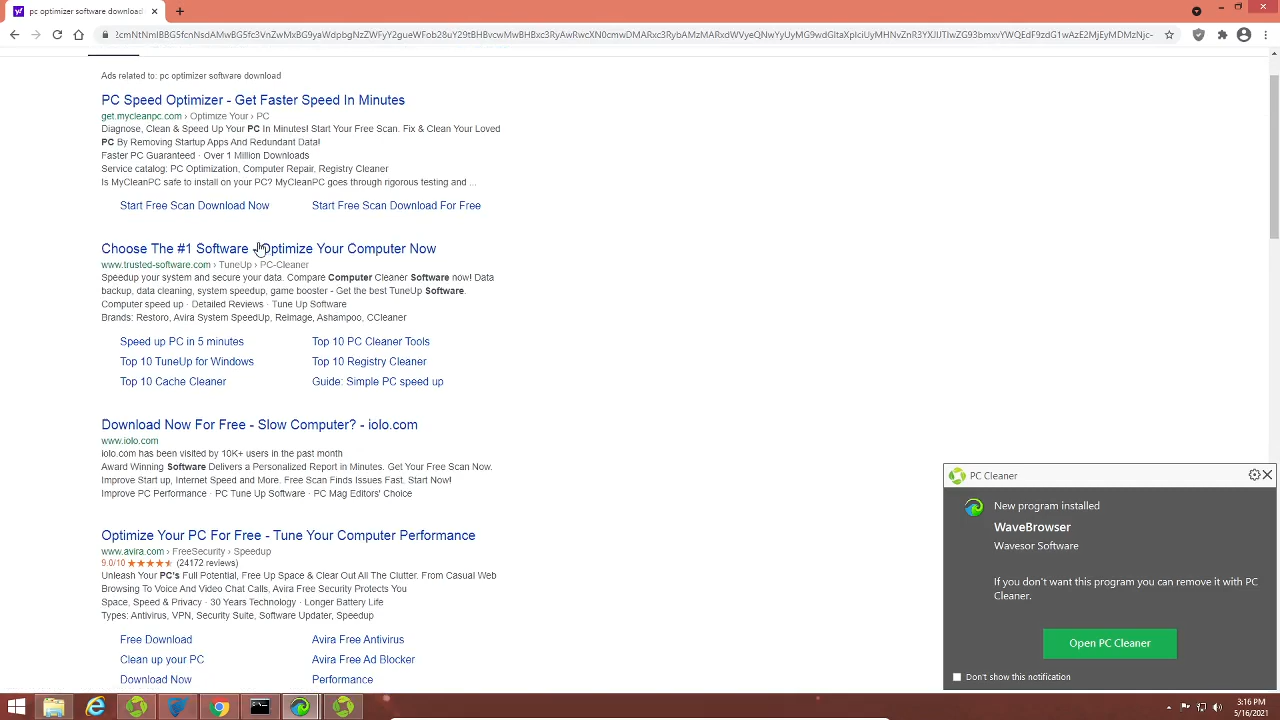 pc optimizer software download
Ads related to: pc optimizer software download
PC Speed Optimizer - Get Faster Speed In Minutes
get.mycleanpc.com › Optimize Your › PC
Diagnose, Clean & Speed Up Your PC In Minutes! Start Your Free Scan. Fix & Clean Your Loved
PC By Removing Startup Apps And Redundant Data!
Faster PC Guaranteed · Over 1 Million Downloads
Service catalog: PC Optimization, Computer Repair, Registry Cleaner
Is MyCleanPC safe to install on your PC? MyCleanPC goes through rigorous testing and ...
Start Free Scan Download Now
Start Free Scan Download For Free
Choose The #1 Software - Optimize Your Computer Now
www.trusted-software.com › TuneUp › PC-Cleaner
Speedup your system and secure your data. Compare Computer Cleaner Software now! Data
backup, data cleaning, system speedup, game booster - Get the best TuneUp Software.
Computer speed up · Detailed Reviews · Tune Up Software
Brands: Restoro, Avira System SpeedUp, Reimage, Ashampoo, CCleaner
Speed up PC in 5 minutes
Top 10 PC Cleaner Tools
Top 10 TuneUp for Windows
Top 10 Registry Cleaner
Top 10 Cache Cleaner
Guide: Simple PC speed up
Download Now For Free - Slow Computer? - iolo.com
www.iolo.com
iolo.com has been visited by 10K+ users in the past month
Award Winning Software Delivers a Personalized Report in Minutes. Get Your Free Scan Now.
Improve Start up, Internet Speed and More. Free Scan Finds Issues Fast. Start Now!
Improve PC Performance · PC Tune Up Software · PC Mag Editors' Choice
Optimize Your PC For Free - Tune Your Computer Performance
www.avira.com › FreeSecurity › Speedup
9.0/10 (24172 reviews)
Unleash Your PC's Full Potential, Free Up Space & Clear Out All The Clutter. From Casual Web
Browsing To Voice And Video Chat Calls, Avira Free Security Protects You
Space, Speed & Privacy · 30 Years Technology · Longer Battery Life
Types: Antivirus, VPN, Security Suite, Software Updater, Speedup
Free Download
Avira Free Antivirus
Clean up your PC
Avira Free Ad Blocker
Download Now
Performance
PC Cleaner
New program installed
WaveBrowser
Wavesor Software
If you don't want this program you can remove it with PC
Cleaner.
Open PC Cleaner
Don't show this notification
3:16 PM
5/16/2021